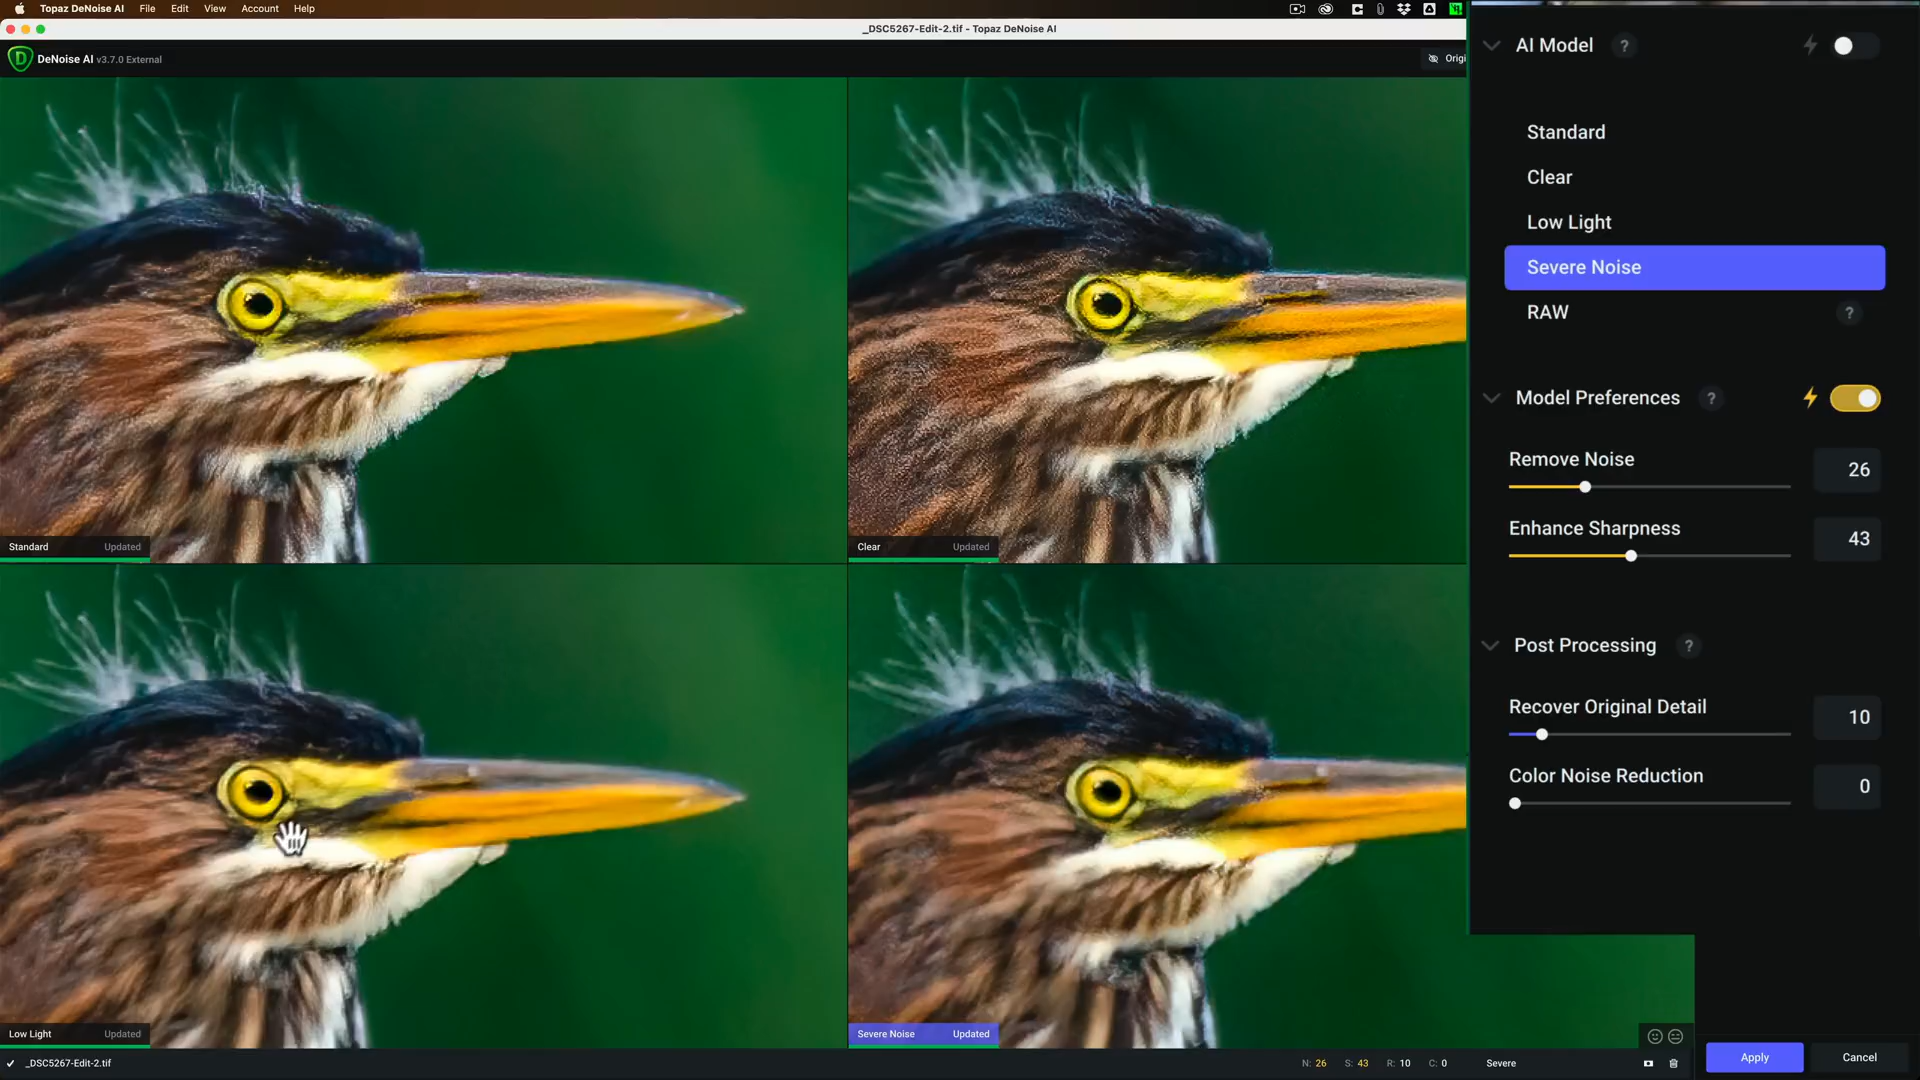 Topaz DeNoise AI File Edit View Account Help
_DSC5267-Edit-2.tif - Topaz DeNoise AI
DeNoise AI v3.7.0 External
Origi
AI Model ?
Standard
Clear
Low Light
Severe Noise
RAW ?
Model Preferences ?
Remove Noise 26
Enhance Sharpness 43
Post Processing ?
Recover Original Detail 10
Color Noise Reduction 0
Standard Updated
Clear Updated
Low Light Updated
Severe Noise Updated
_DSC5267-Edit-2.tif
N: 26 S: 43 R: 10 C: 0 Severe
Apply Cancel